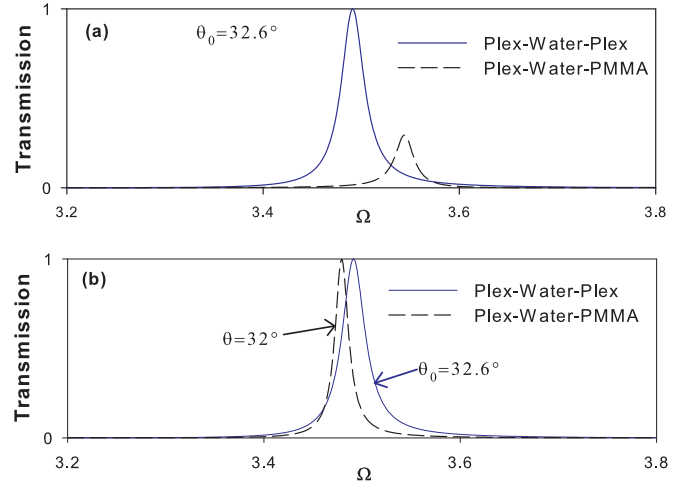 1
(a)
θ₀=32.6°
Plex-Water-Plex
Plex-Water-PMMA
Transmission
0
1
3.2
3.4
3.6
3.8
Ω
1
(b)
Plex-Water-Plex
Plex-Water-PMMA
θ=32°
θ₀=32.6°
Transmission
0
3.2
3.4
3.6
3.8
Ω